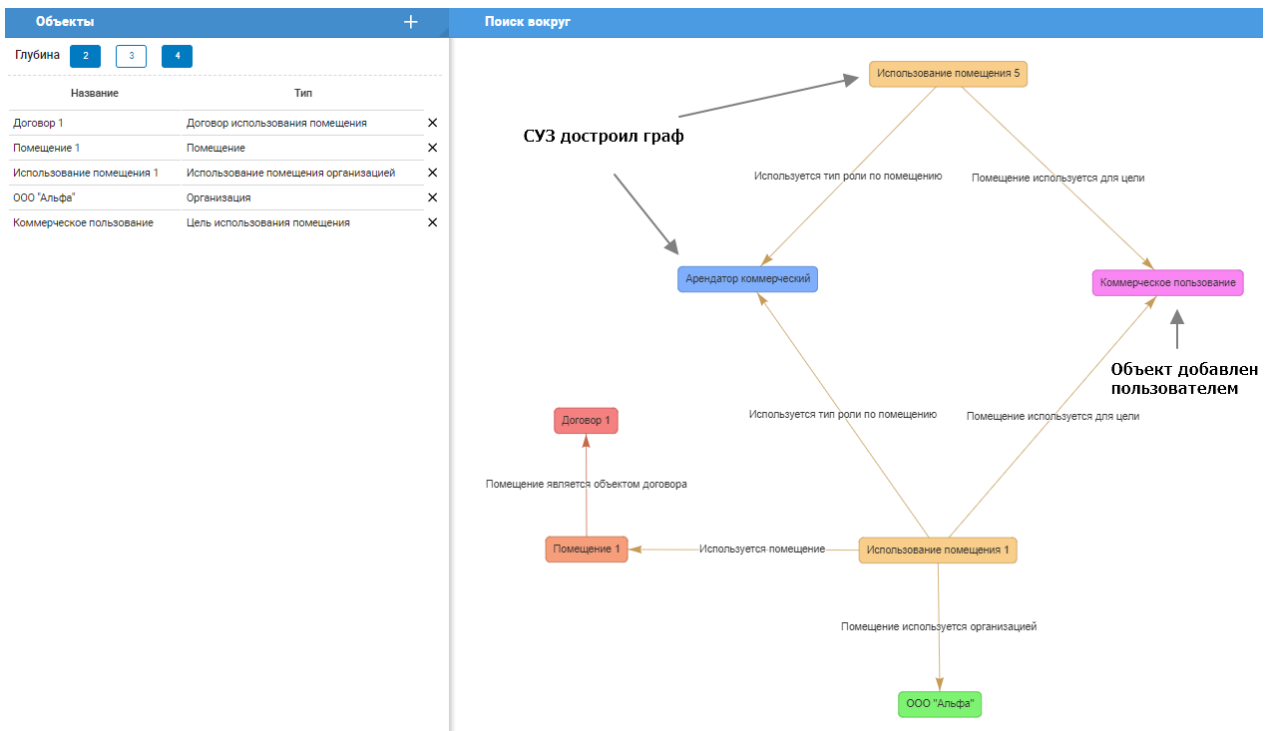 Объекты +
Глубина 2 3 4
Название Тип
Договор 1 Договор использования помещения
Помещение 1 Помещение
Использование помещения 1 Использование помещения организацией
ООО "Альфа" Организация
Коммерческое пользование Цель использования помещения
Поиск вокруг
Использование помещения 5
СУЗ достроил граф
Используется тип роли по помещению
Помещение используется для цели
Арендатор коммерческий
Коммерческое пользование
Объект добавлен
пользователем
Договор 1
Используется тип роли по помещению
Помещение используется для цели
Помещение является объектом договора
Помещение 1
Используется помещение
Использование помещения 1
Помещение используется организацией
ООО "Альфа"